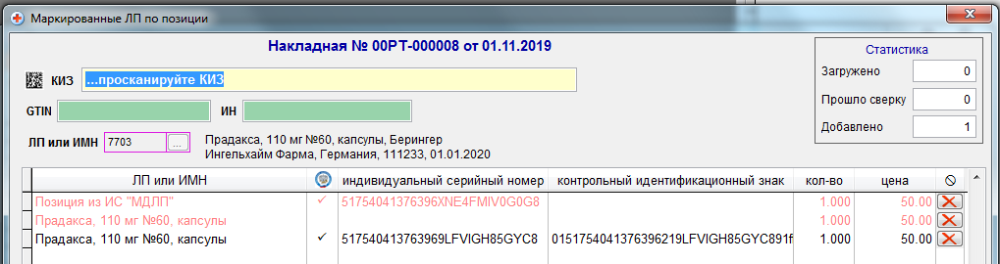 Маркированные ЛП по позиции
Накладная № 00РТ-000008 от 01.11.2019
Статистика
Загружено 0
Прошло сверку 0
Добавлено 1
КИЗ ...просканируйте КИЗ
GTIN ИН
ЛП или ИМН 7703 ... Прадакса, 110 мг №60, капсулы, Берингер
Ингельхайм Фарма, Германия, 111233, 01.01.2020
ЛП или ИМН индивидуальный серийный номер контрольный идентификационный знак кол-во цена
Позиция из ИС "МДЛП" ✓ 51754041376396XNE4FMIV0G0G8 1.000 50.00
Прадакса, 110 мг №60, капсулы 1.000 50.00
Прадакса, 110 мг №60, капсулы ✓ 517540413763969LFVIGH85GYC8 0151754041376396219LFVIGH85GYC891f 1.000 50.00